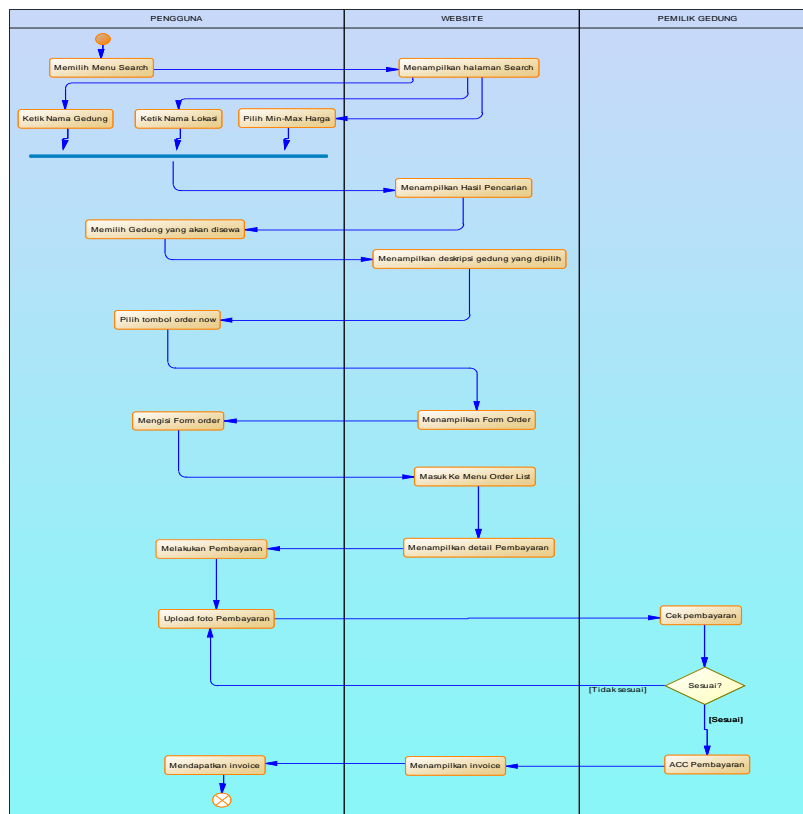 PENGGUNA
WEBSITE
PEMILIK GEDUNG
Memilih Menu Search
Menampilkan halaman Search
Ketik Nama Gedung
Ketik Nama Lokasi
Pilih Min-Max Harga
Menampilkan Hasil Pencarian
Memilih Gedung yang akan disewa
Menampilkan deskripsi gedung yang dipilih
Pilih tombol order now
Menampilkan Form Order
Mengisi Form order
Masuk Ke Menu Order List
Menampilkan detail Pembayaran
Melakukan Pembayaran
Upload foto Pembayaran
Cek pembayaran
Sesuai?
[Tidak sesuai]
[Sesuai]
ACC Pembayaran
Menampilkan invoice
Mendapatkan invoice